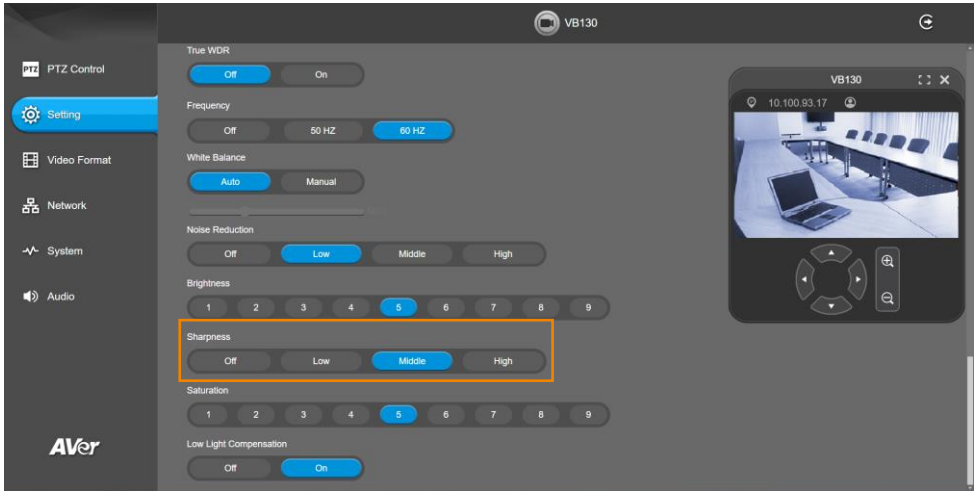 VB130
PTZ PTZ Control
Setting
Video Format
Network
System
Audio
AVer
True WDR
Off On
Frequency
Off 50 HZ 60 HZ
White Balance
Auto Manual
Noise Reduction
Off Low Middle High
Brightness
1 2 3 4 5 6 7 8 9
Sharpness
Off Low Middle High
Saturation
1 2 3 4 5 6 7 8 9
Low Light Compensation
Off On
VB130
10.100.93.17